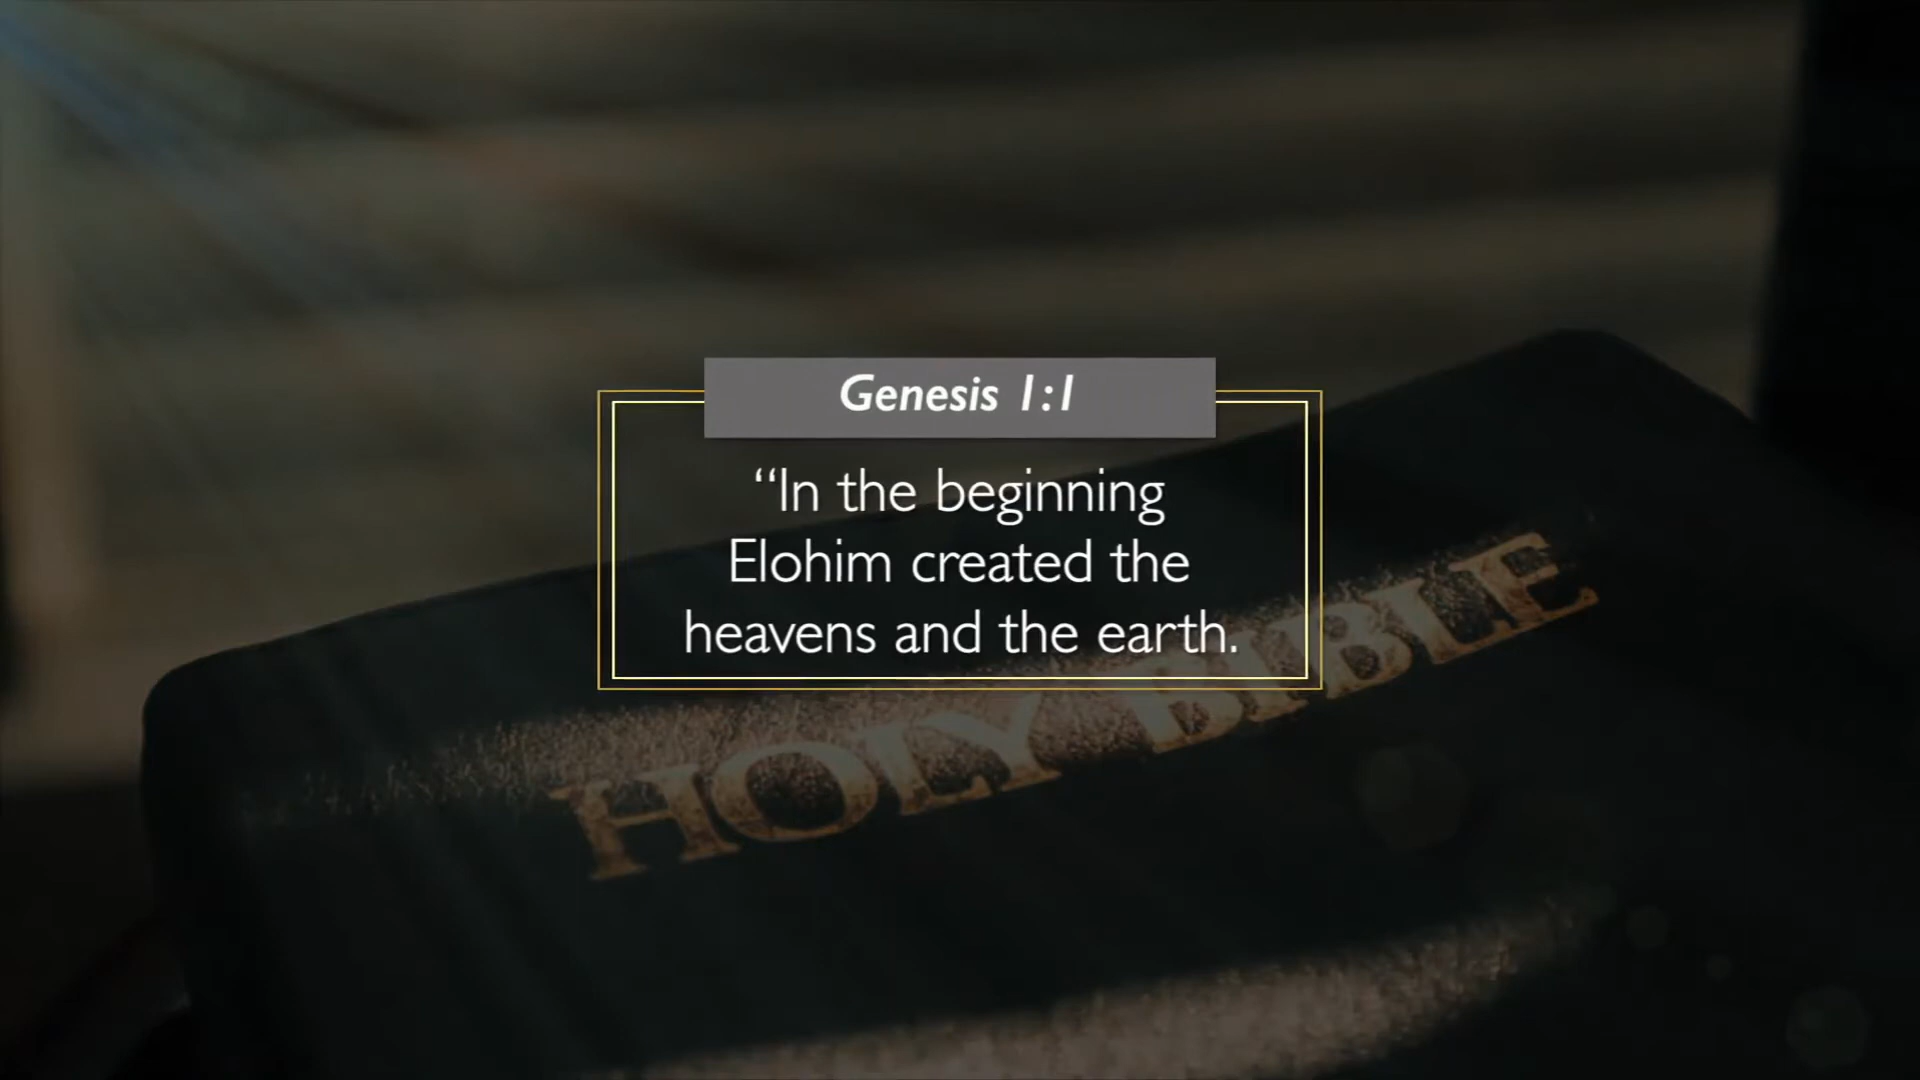 Genesis 1:1
“In the beginning
Elohim created the
heavens and the earth.
HOLY BIBLE